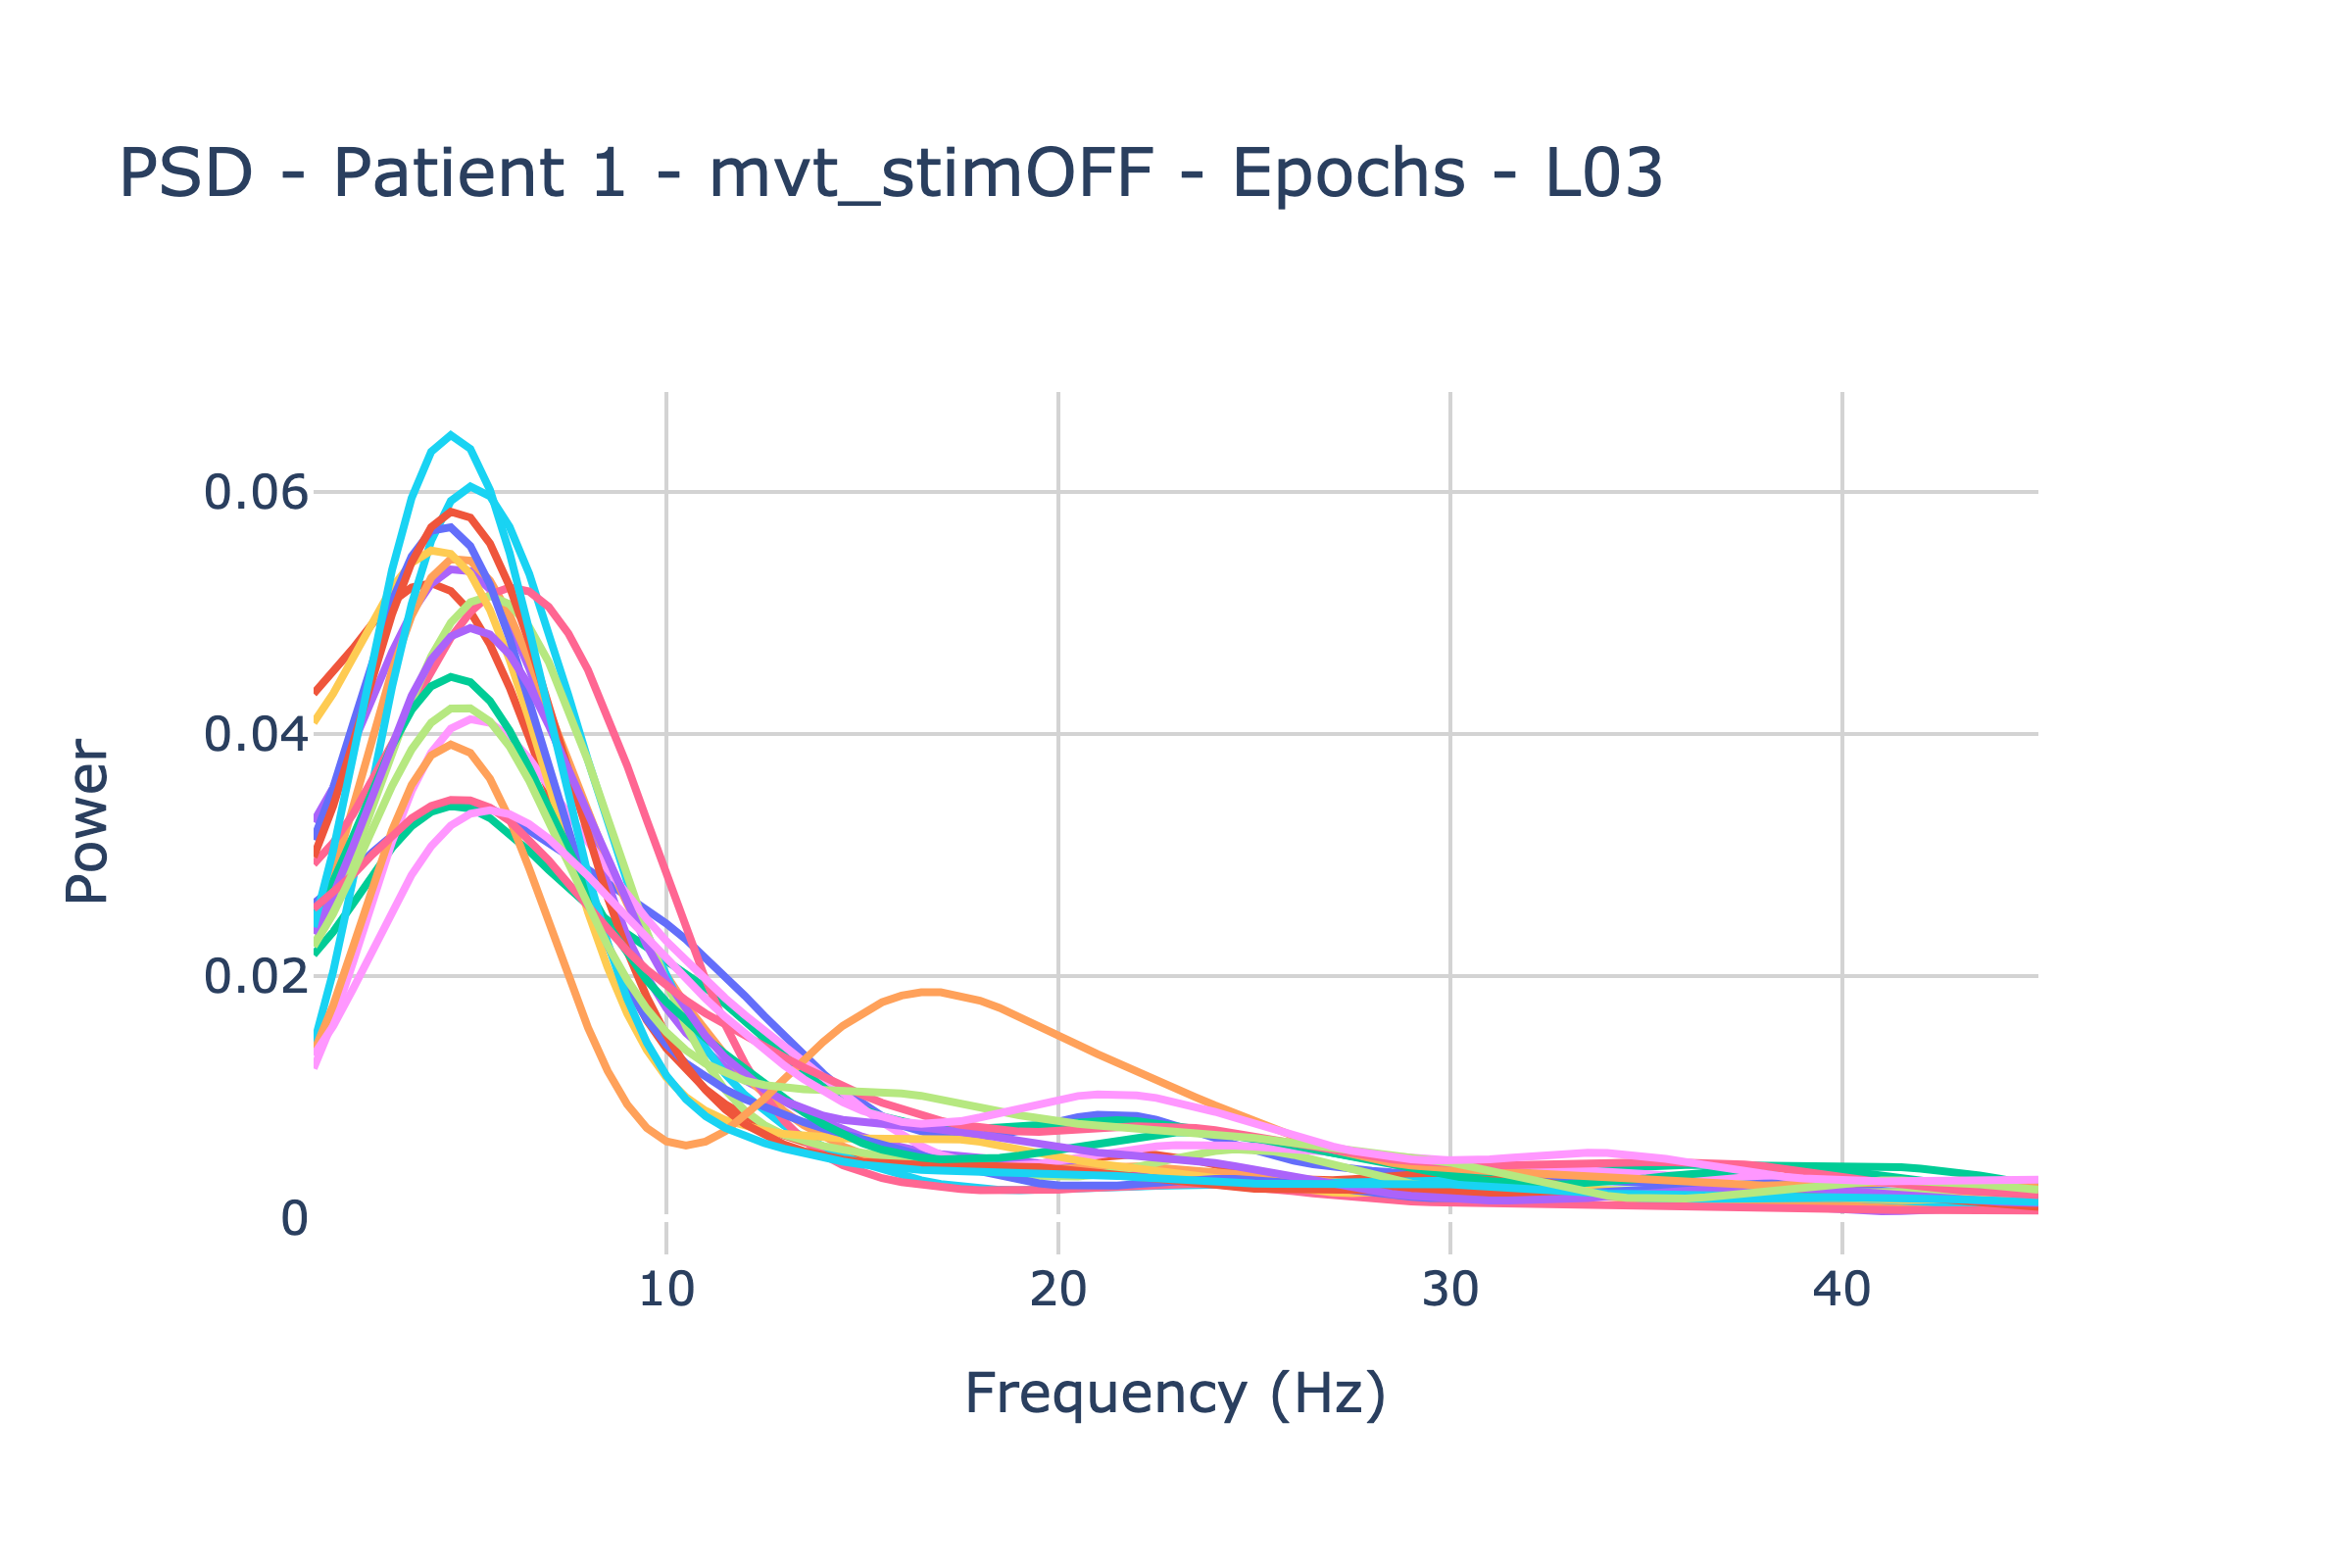 PSD - Patient 1 - mvt_stimOFF - Epochs - L03
0.06
0.04
0.02
0
Power
10 20 30 40
Frequency (Hz)